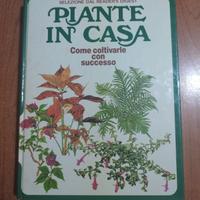 SELEZIONE DAL READER'S DIGEST
PIANTE
IN CASA
Come coltivarle
con
successo